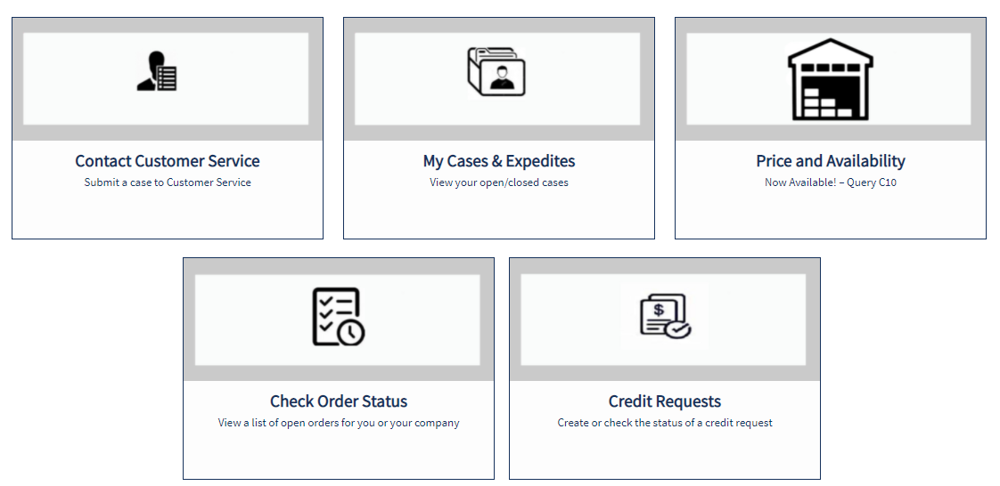 Contact Customer Service
Submit a case to Customer Service
My Cases & Expedites
View your open/closed cases
Price and Availability
Now Available! – Query C10
Check Order Status
View a list of open orders for you or your company
$
Credit Requests
Create or check the status of a credit request